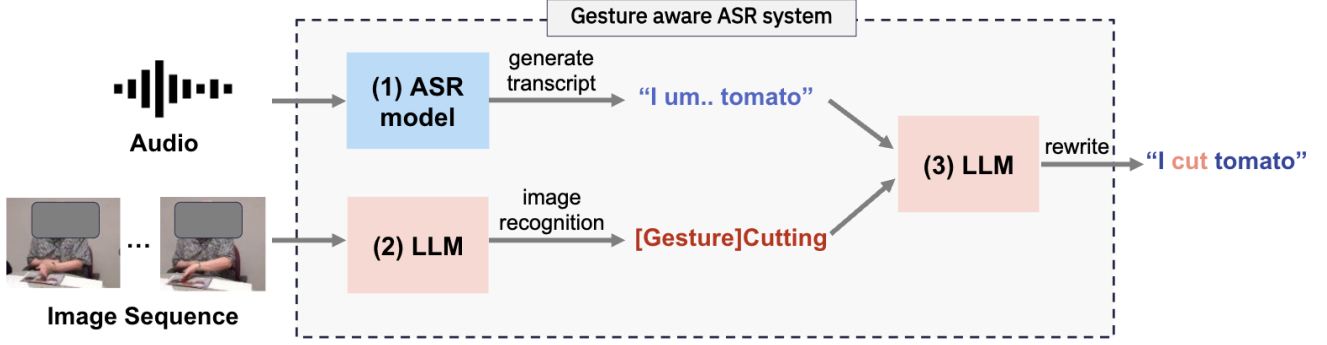 Gesture aware ASR system
Audio
(1) ASR
model
generate
transcript
“I um.. tomato”
(3) LLM
rewrite
“I cut tomato”
...
Image Sequence
(2) LLM
image
recognition
[Gesture]Cutting